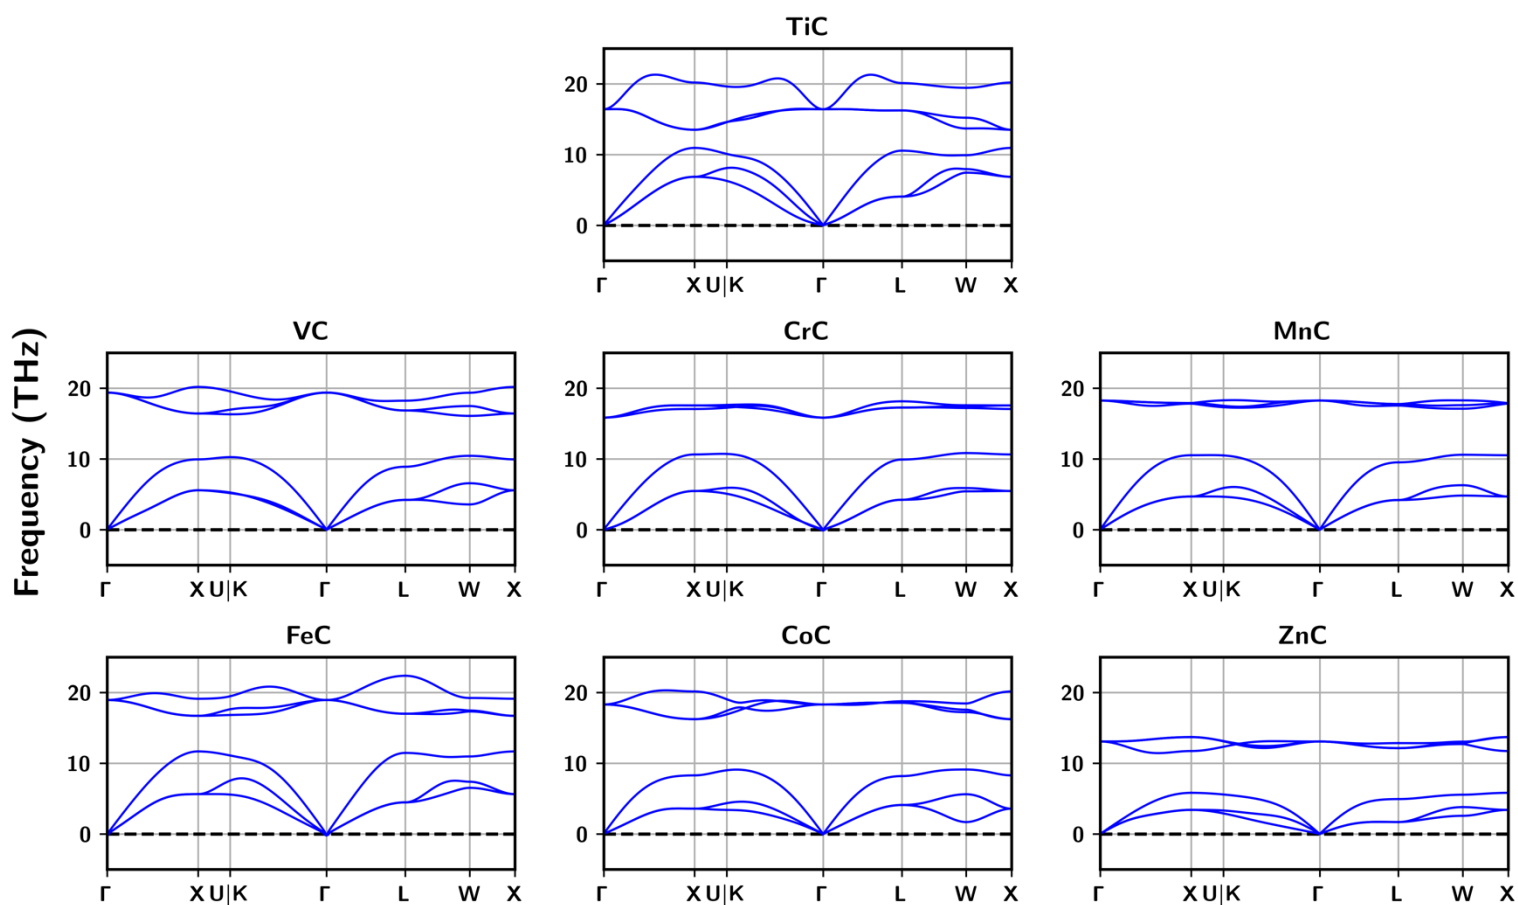 TiC
20
10
0
Γ X U|K Γ L W X
Frequency (THz)
VC CrC MnC
20 20 20
10 10 10
0 0 0
Γ X U|K Γ L W X Γ X U|K Γ L W X Γ X U|K Γ L W X
FeC CoC ZnC
20 20 20
10 10 10
0 0 0
Γ X U|K Γ L W X Γ X U|K Γ L W X Γ X U|K Γ L W X